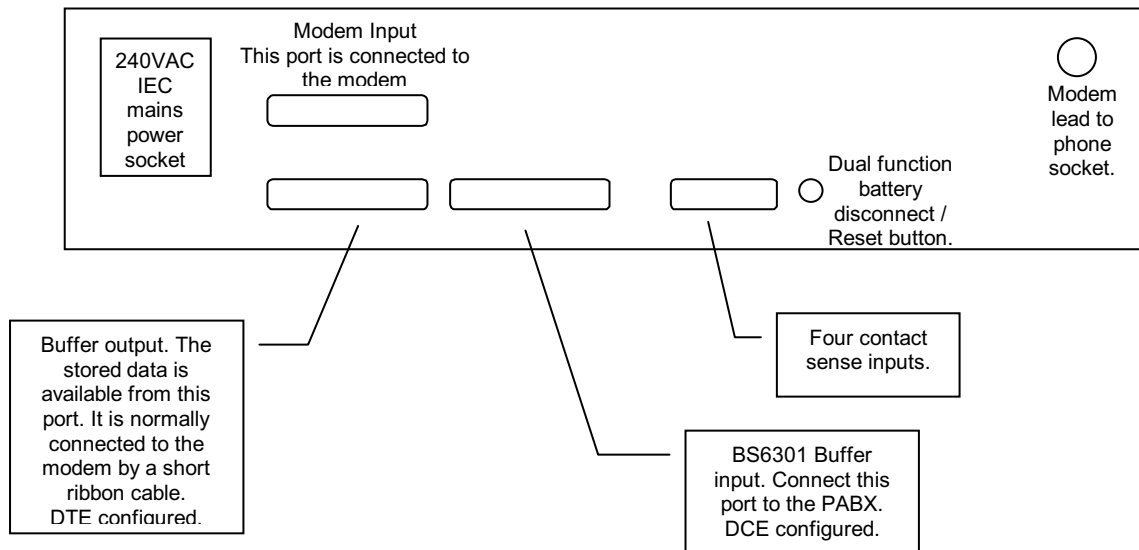 240VAC
IEC
mains
power
socket
Modem Input
This port is connected to
the modem
Modem
lead to
phone
socket.
Dual function
battery
disconnect /
Reset button.
Buffer output. The
stored data is
available from this
port. It is normally
connected to the
modem by a short
ribbon cable.
DTE configured.
Four contact
sense inputs.
BS6301 Buffer
input. Connect this
port to the PABX.
DCE configured.